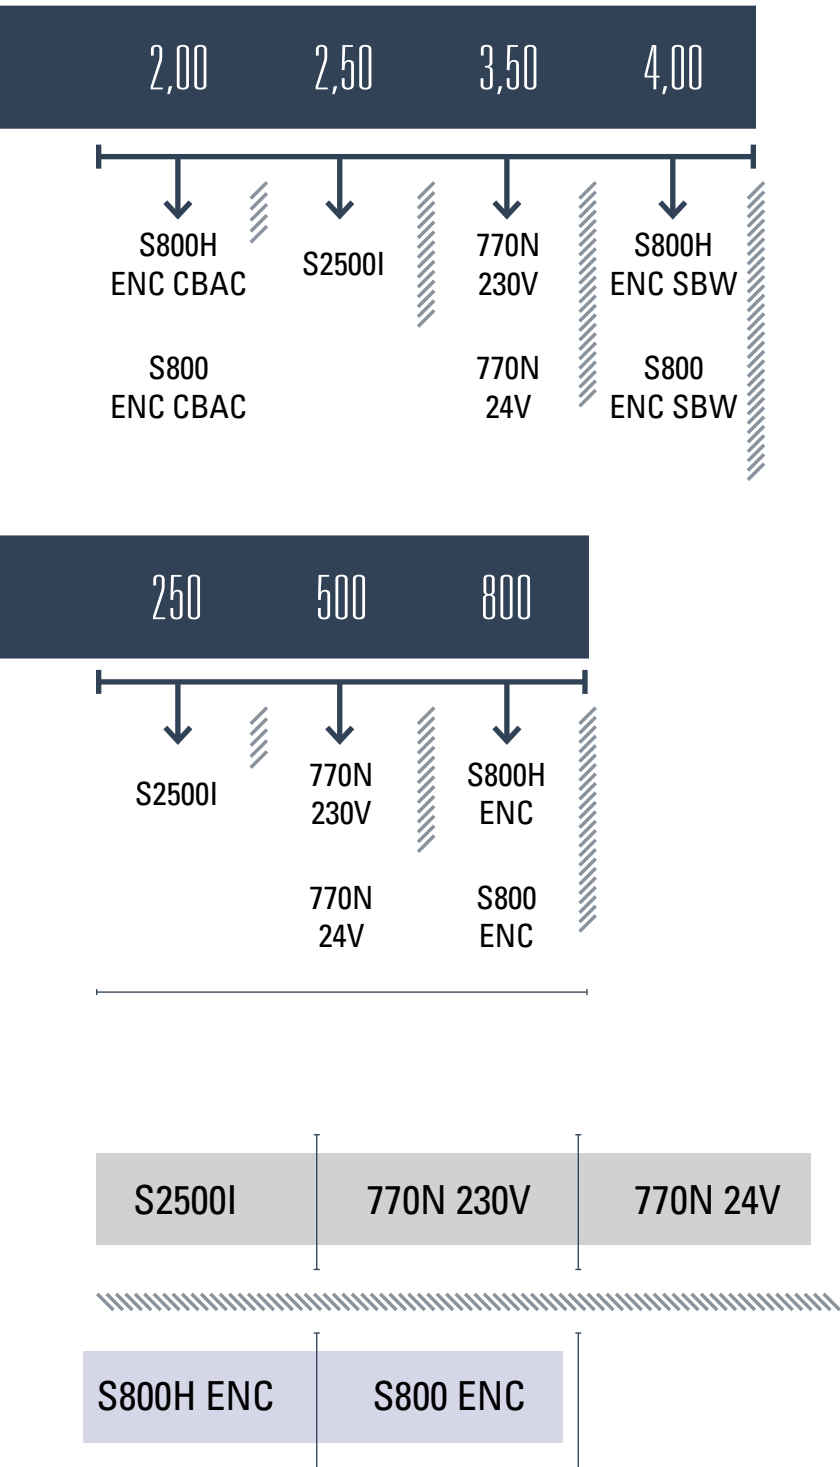 2,00 2,50 3,50 4,00
S800H
ENC CBAC
S800
ENC CBAC
S2500I
770N
230V
770N
24V
S800H
ENC SBW
S800
ENC SBW
250 500 800
S2500I
770N
230V
770N
24V
S800H
ENC
S800
ENC
S2500I 770N 230V 770N 24V
S800H ENC S800 ENC